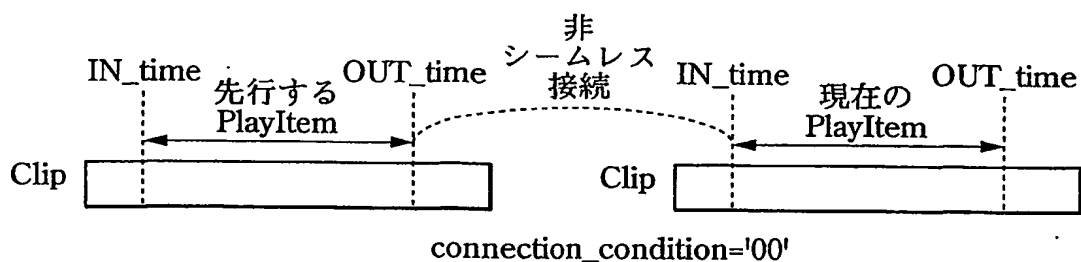 非
シームレス
接続
IN_time
OUT_time
IN_time
OUT_time
先行する
PlayItem
現在の
PlayItem
Clip
Clip
connection_condition='00'